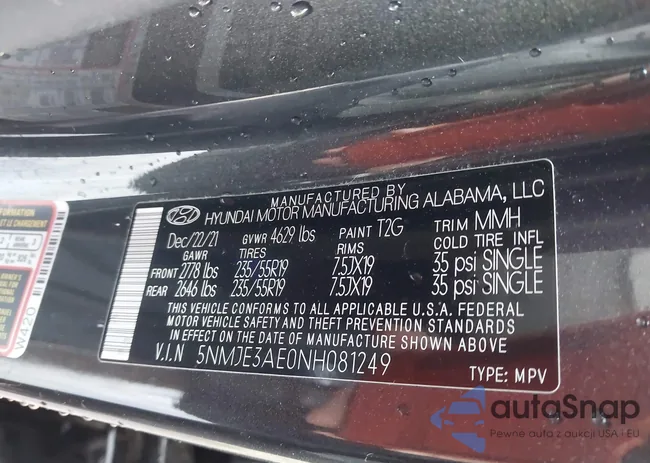 MANUFACTURED BY
HYUNDAI MOTOR MANUFACTURING ALABAMA, LLC
Dec/22/21 GVWR 4629 lbs PAINT T2G TRIM MMH
GAWR TIRES RIMS COLD TIRE INFL
FRONT 2778 lbs 235/55R19 7.5JX19 35 psi SINGLE
REAR 2646 lbs 235/55R19 7.5JX19 35 psi SINGLE
THIS VEHICLE CONFORMS TO ALL APPLICABLE U.S.A. FEDERAL
MOTOR VEHICLE SAFETY AND THEFT PREVENTION STANDARDS
IN EFFECT ON THE DATE OF MANUFACTURE SHOWN ABOVE
V.I.N 5NMJE3AE0NH081249
TYPE: MPV
W420
autoSnap
Pewne auta z aukcji USA i EU